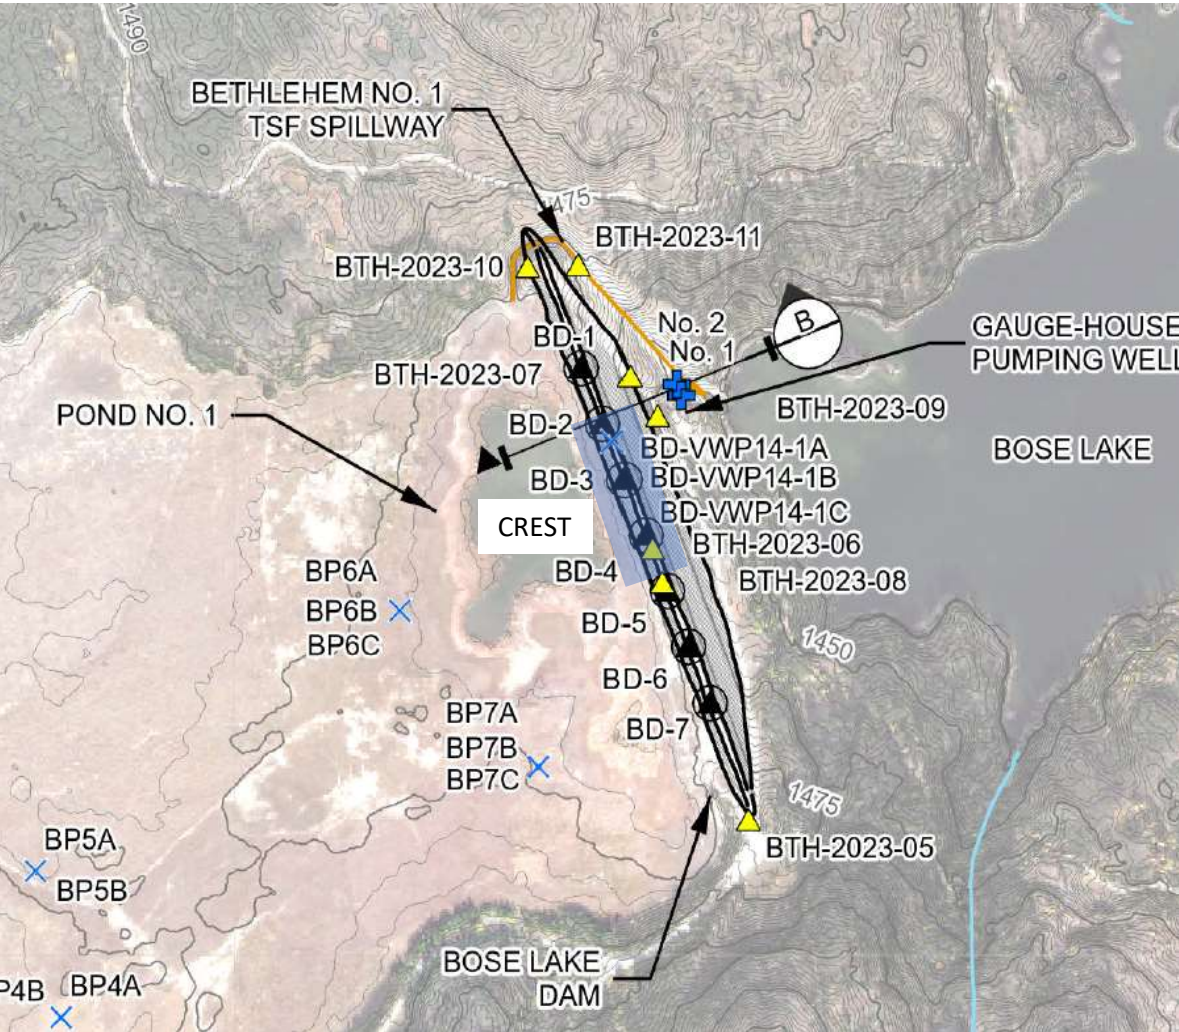 1490
BETHLEHEM NO. 1
TSF SPILLWAY
1475
BTH-2023-11
BTH-2023-10
No. 2
B
BD-1
No. 1
GAUGE-HOUSE
PUMPING WELL
BTH-2023-07
POND NO. 1
BD-2
BTH-2023-09
BD-VWP14-1A
BOSE LAKE
BD-3
BD-VWP14-1B
BD-VWP14-1C
CREST
BTH-2023-06
BD-4
BTH-2023-08
BP6A
BP6B
BP6C
BD-5
1450
BD-6
BP7A
BD-7
BP7B
BP7C
1475
BTH-2023-05
BP5A
BP5B
BOSE LAKE
DAM
P4B
BP4A